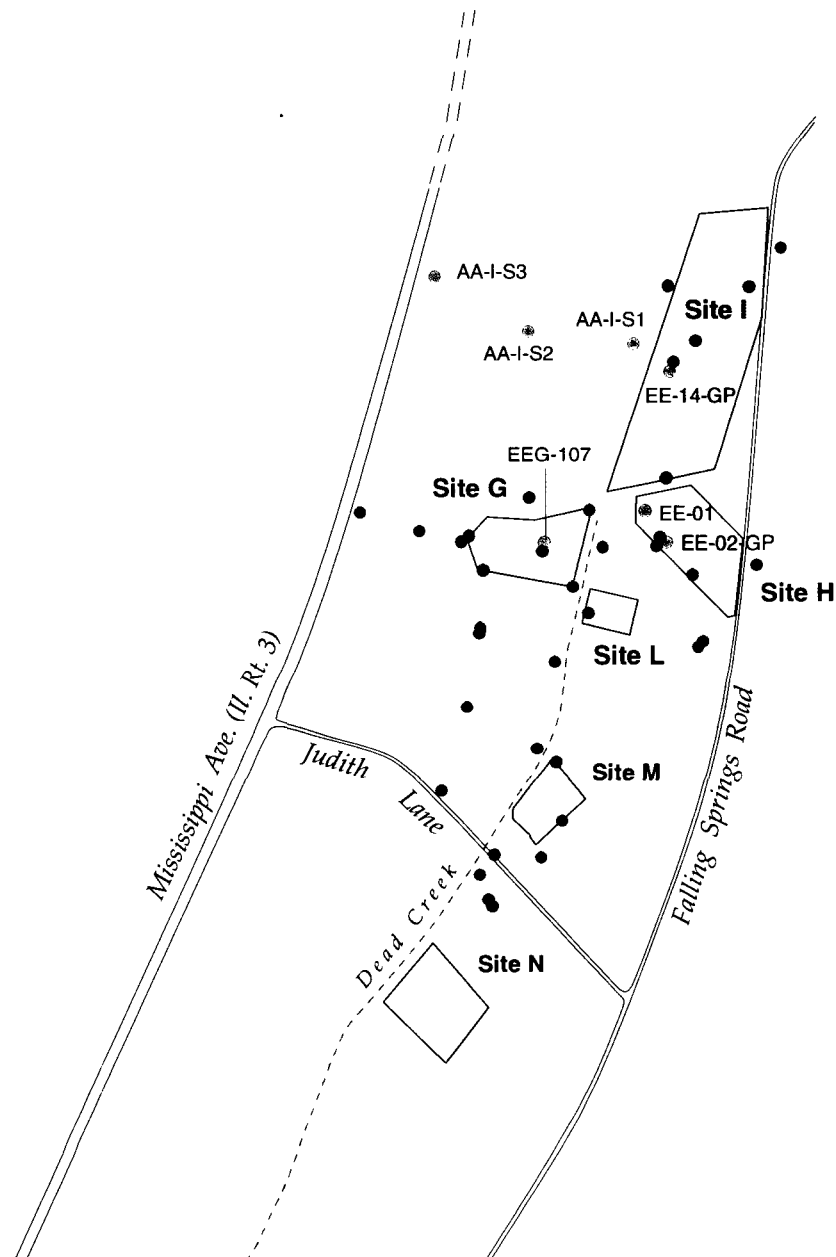 AA-I-S3
AA-I-S1
Site I
AA-I-S2
EE-14-GP
EEG-107
Site G
EE-01
EE-02-GP
Site H
Site L
Mississippi Ave. (Il. Rt. 3)
Judith
Lane
Site M
Falling Springs Road
Dead Creek
Site N